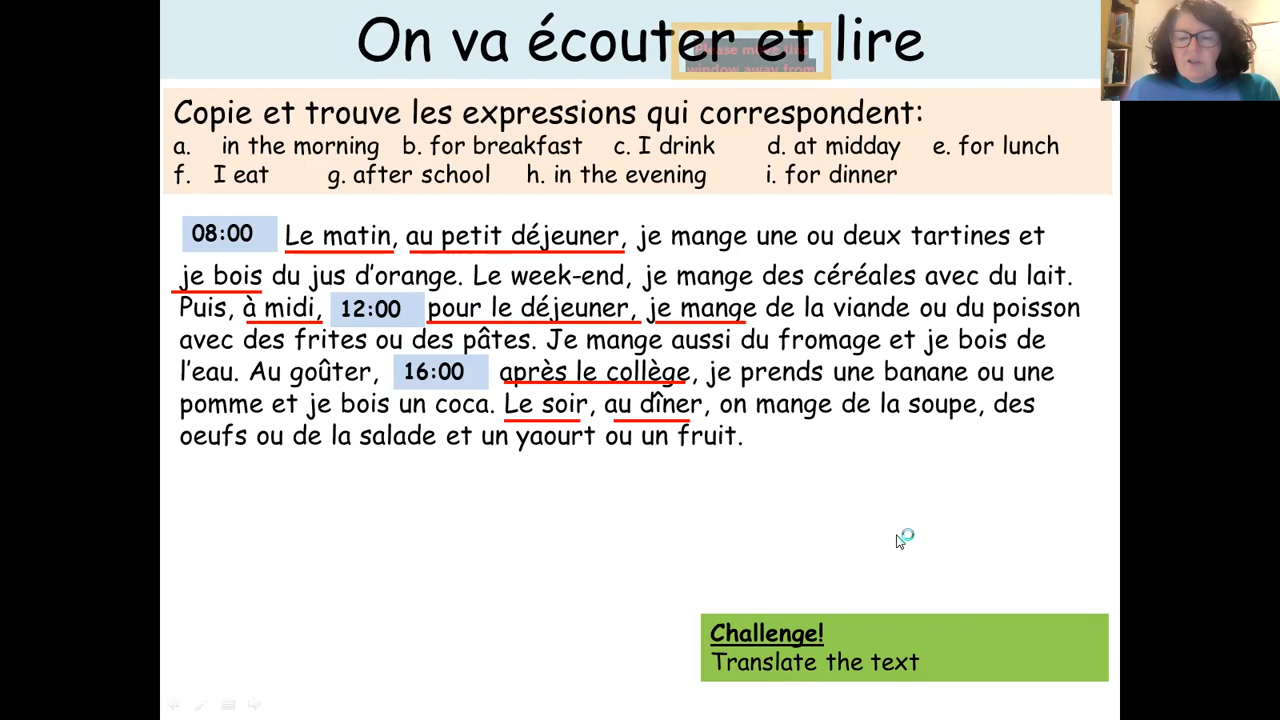 On va écouter et lire
Please move this
window away from
Copie et trouve les expressions qui correspondent:
a. in the morning b. for breakfast c. I drink d. at midday e. for lunch
f. I eat g. after school h. in the evening i. for dinner
08:00 Le matin, au petit déjeuner, je mange une ou deux tartines et
je bois du jus d’orange. Le week-end, je mange des céréales avec du lait.
Puis, à midi, 12:00 pour le déjeuner, je mange de la viande ou du poisson
avec des frites ou des pâtes. Je mange aussi du fromage et je bois de
l’eau. Au goûter, 16:00 après le collège, je prends une banane ou une
pomme et je bois un coca. Le soir, au dîner, on mange de la soupe, des
oeufs ou de la salade et un yaourt ou un fruit.
Challenge!
Translate the text